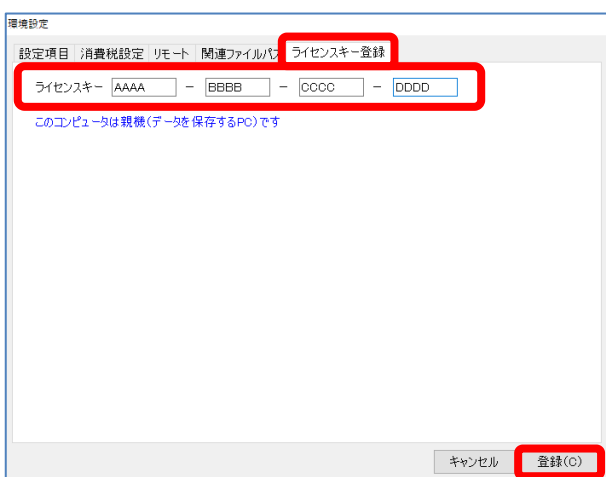 環境設定
設定項目 消費税設定 リモート 関連ファイルパス ライセンスキー登録
ライセンスキー AAAA - BBBB - CCCC - DDDD
このコンピュータは親機(データを保存するPC)です
キャンセル 登録(C)